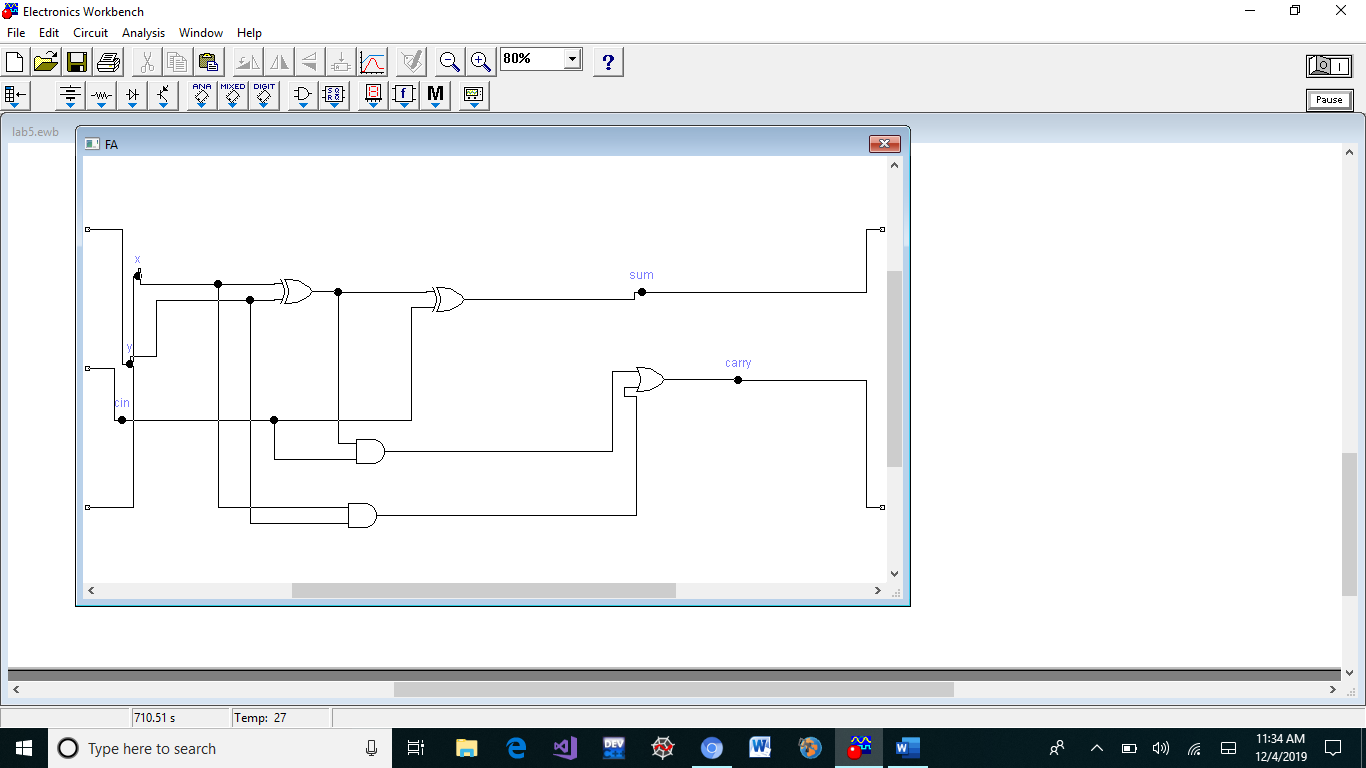 Electronics Workbench
File Edit Circuit Analysis Window Help
80%
?
ANA MIXED DIGIT
f M
Pause
lab5.ewb
FA
x
sum
y
carry
cin
710.51 s
Temp: 27
Type here to search
DEV
W
W
11:34 AM
12/4/2019